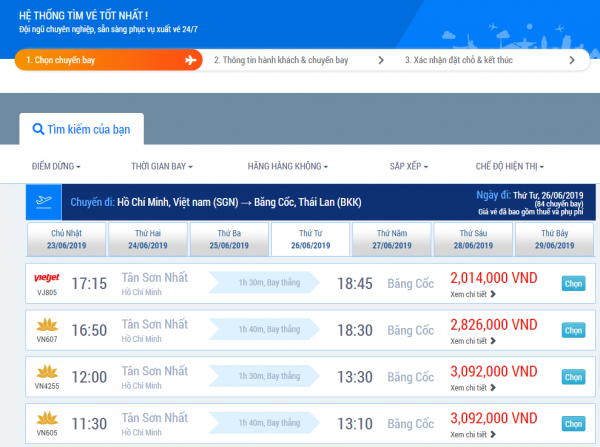 HỆ THỐNG TÌM VÉ TỐT NHẤT !
Đội ngũ chuyên nghiệp, sẵn sàng phục vụ xuất vé 24/7
1. Chọn chuyến bay
2. Thông tin hành khách & chuyến bay
3. Xác nhận đặt chỗ & kết thúc
Tìm kiếm của bạn
ĐIỂM DỪNG
THỜI GIAN BAY
HÃNG HÀNG KHÔNG
SẮP XẾP
CHẾ ĐỘ HIỆN THỊ
Chuyến đi: Hồ Chí Minh, Việt nam (SGN) → Băng Cốc, Thái Lan (BKK)
Ngày đi: Thứ Tư, 26/06/2019
(84 chuyến bay)
Giá vé đã bao gồm thuế và phụ phí
Chủ Nhật
23/06/2019
Thứ Hai
24/06/2019
Thứ Ba
25/06/2019
Thứ Tư
26/06/2019
Thứ Năm
27/06/2019
Thứ Sáu
28/06/2019
Thứ Bảy
29/06/2019
vietjet
VJ805
17:15
Tân Sơn Nhất
Hồ Chí Minh
1h 30m, Bay thẳng
18:45
Băng Cốc
2,014,000 VND
Xem chi tiết
Chọn
VN607
16:50
Tân Sơn Nhất
Hồ Chí Minh
1h 40m, Bay thẳng
18:30
Băng Cốc
2,826,000 VND
Xem chi tiết
Chọn
VN4255
12:00
Tân Sơn Nhất
Hồ Chí Minh
1h 30m, Bay thẳng
13:30
Băng Cốc
3,092,000 VND
Xem chi tiết
Chọn
VN605
11:30
Tân Sơn Nhất
Hồ Chí Minh
1h 40m, Bay thẳng
13:10
Băng Cốc
3,092,000 VND
Xem chi tiết
Chọn